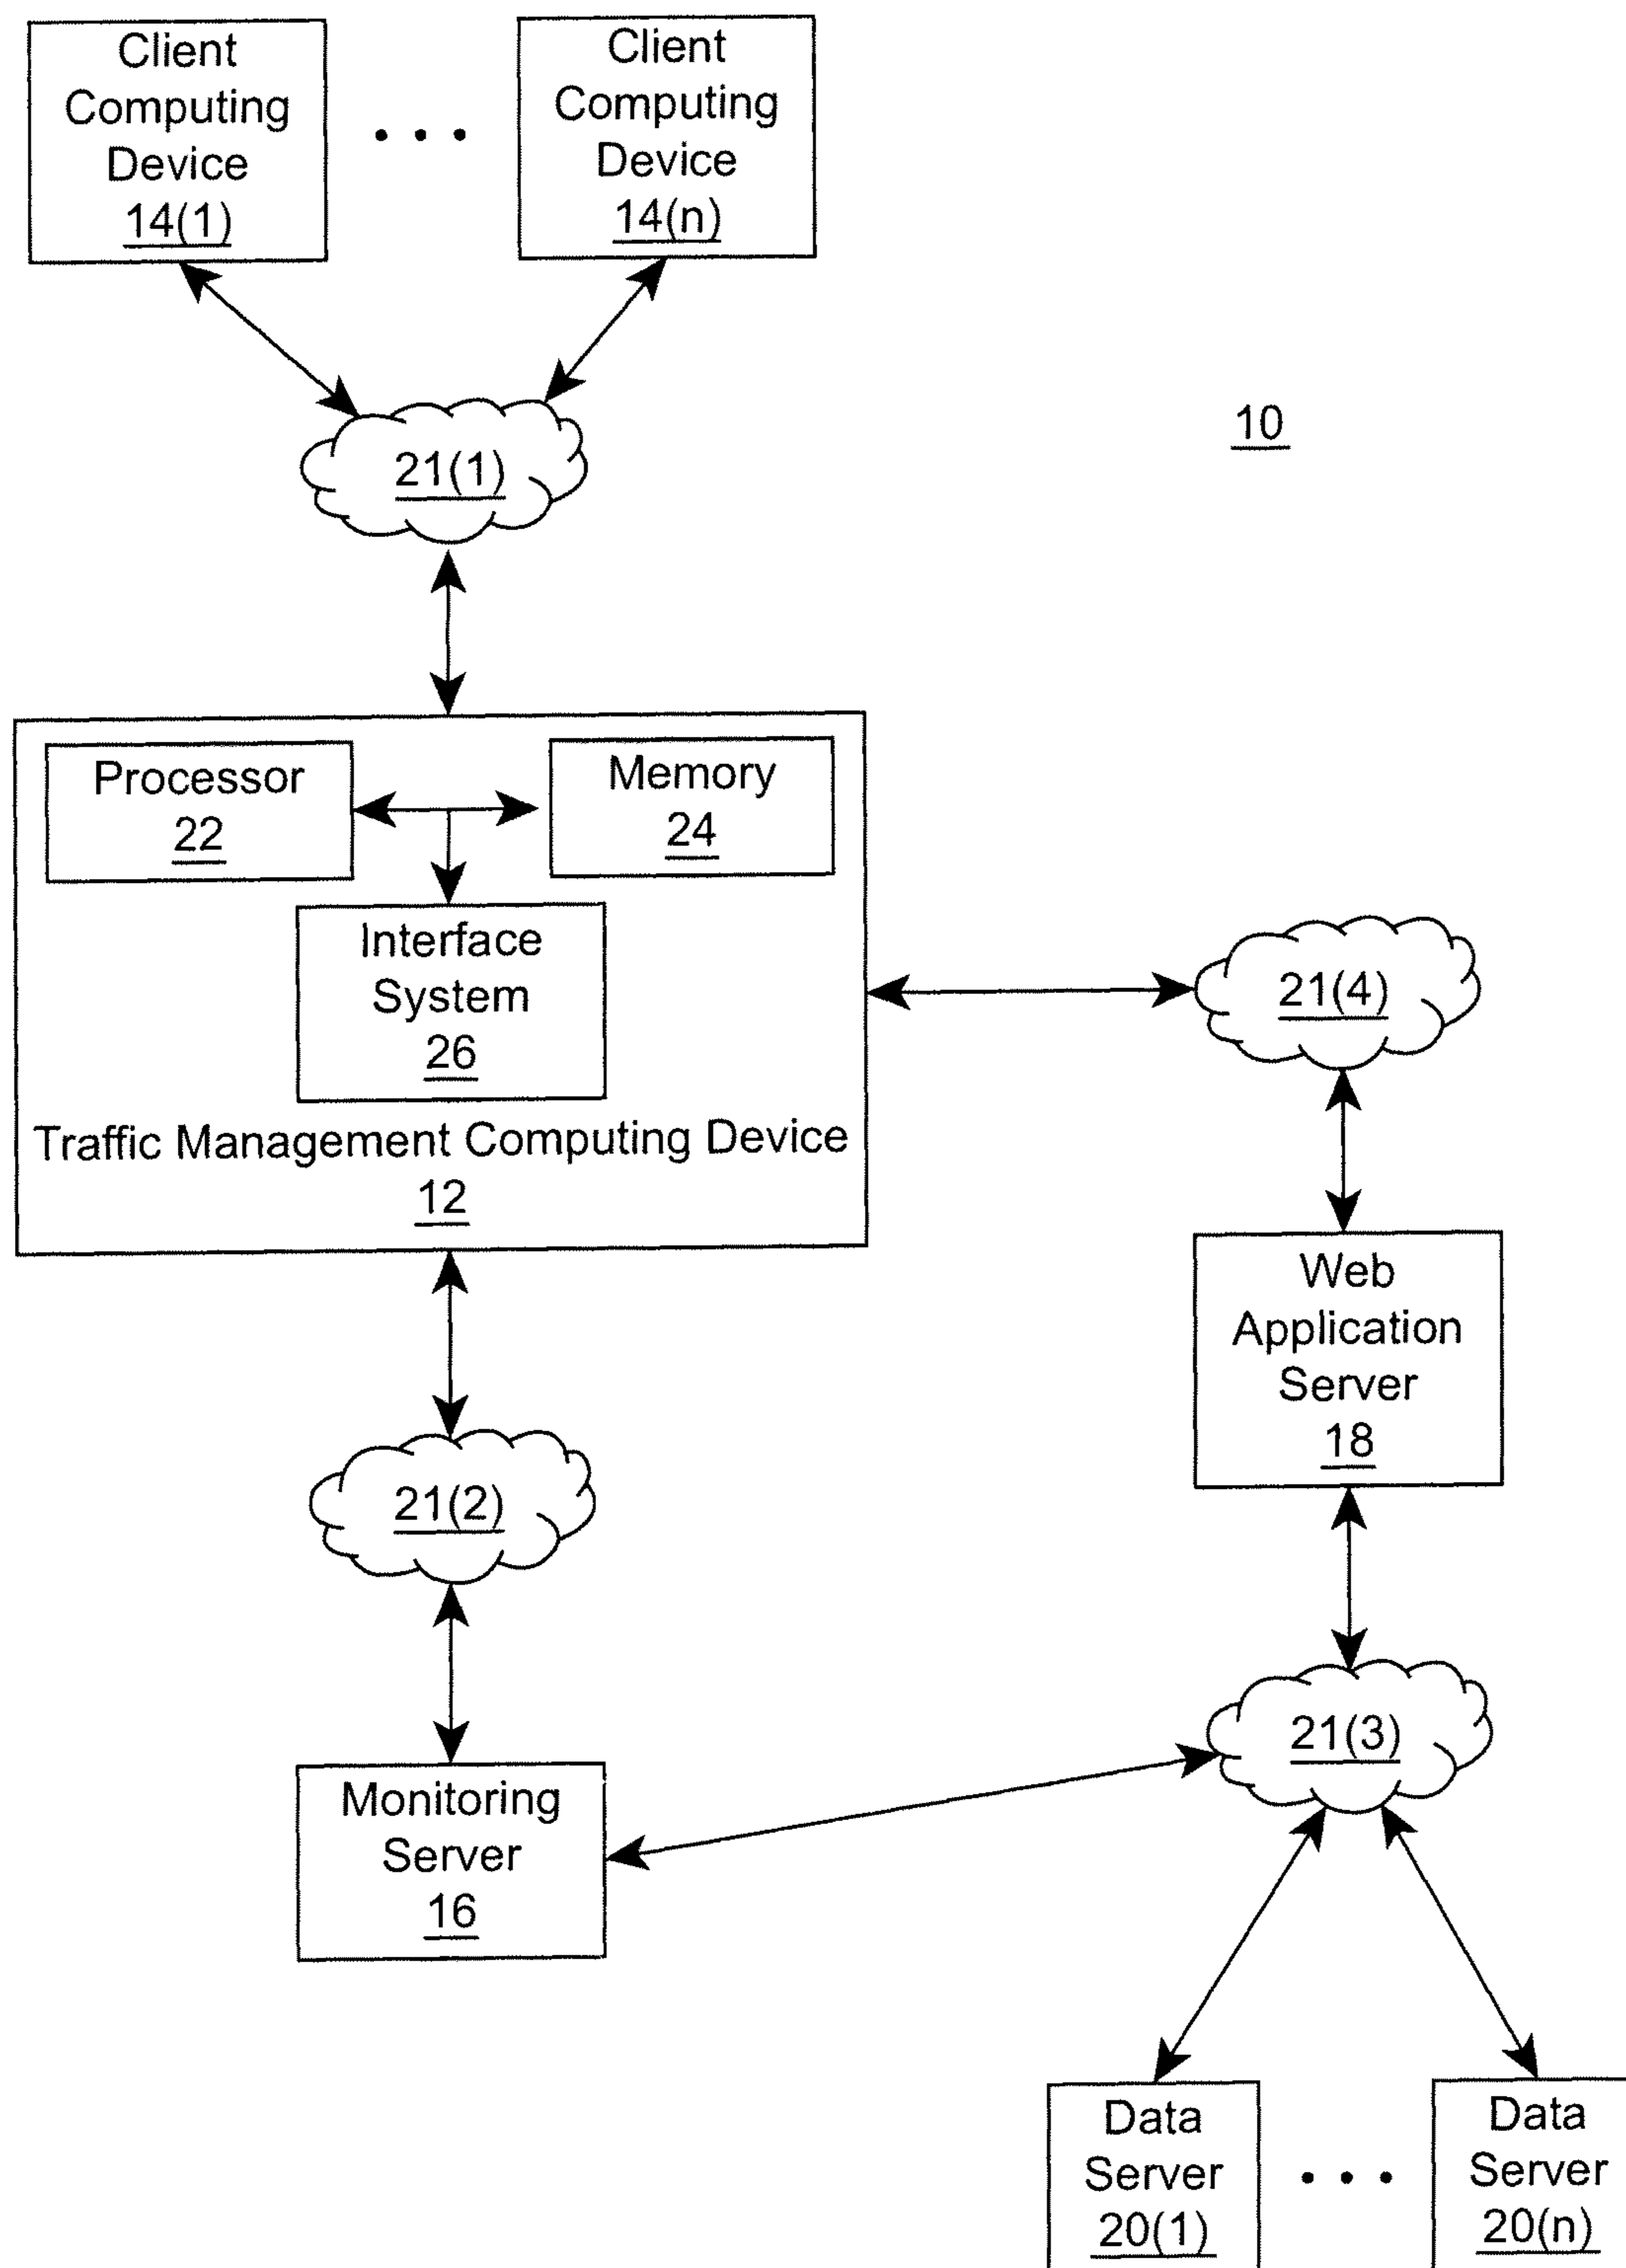 Client
Computing
Device
14(1)
Client
Computing
Device
14(n)
21(1)
10
Processor
22
Memory
24
Interface
System
26
Traffic Management Computing Device
12
21(4)
Web
Application
Server
18
21(2)
21(3)
Monitoring
Server
16
Data
Server
20(1)
Data
Server
20(n)